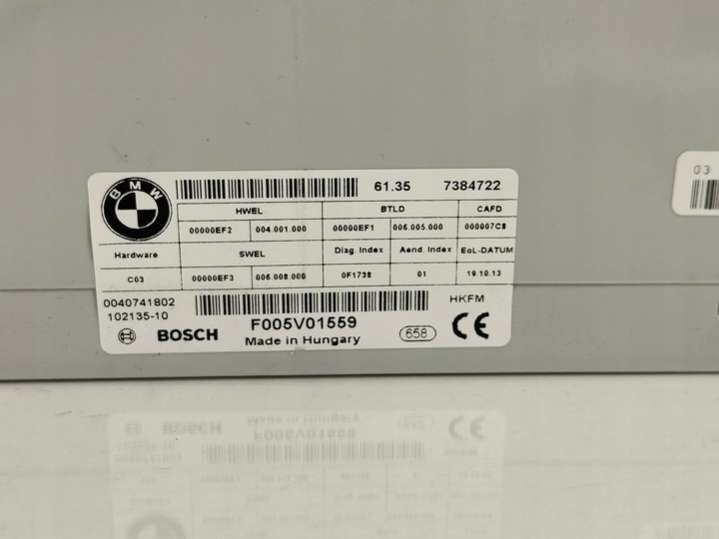 BMW
61.35 7384722
HWEL BTLD CAFD
00000EF2 004.001.000 00000EF1 006.005.000 000007C8
Hardware SWEL Diag. Index Aend. Index EoL-DATUM
C03 00000EF3 006.008.000 0F1738 01 19.10.13
0040741802 HKFM
102135-10
BOSCH F005V01559 658 CE
Made in Hungary
03